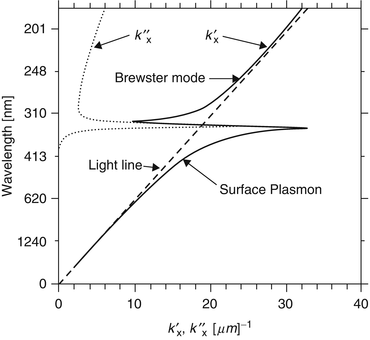 k″ₓ
k′ₓ
201
248
Brewster mode
310
413
Light line
620
Surface Plasmon
1240
0
Wavelength [nm]
0 10 20 30 40
k′ₓ, k″ₓ [μm]⁻¹